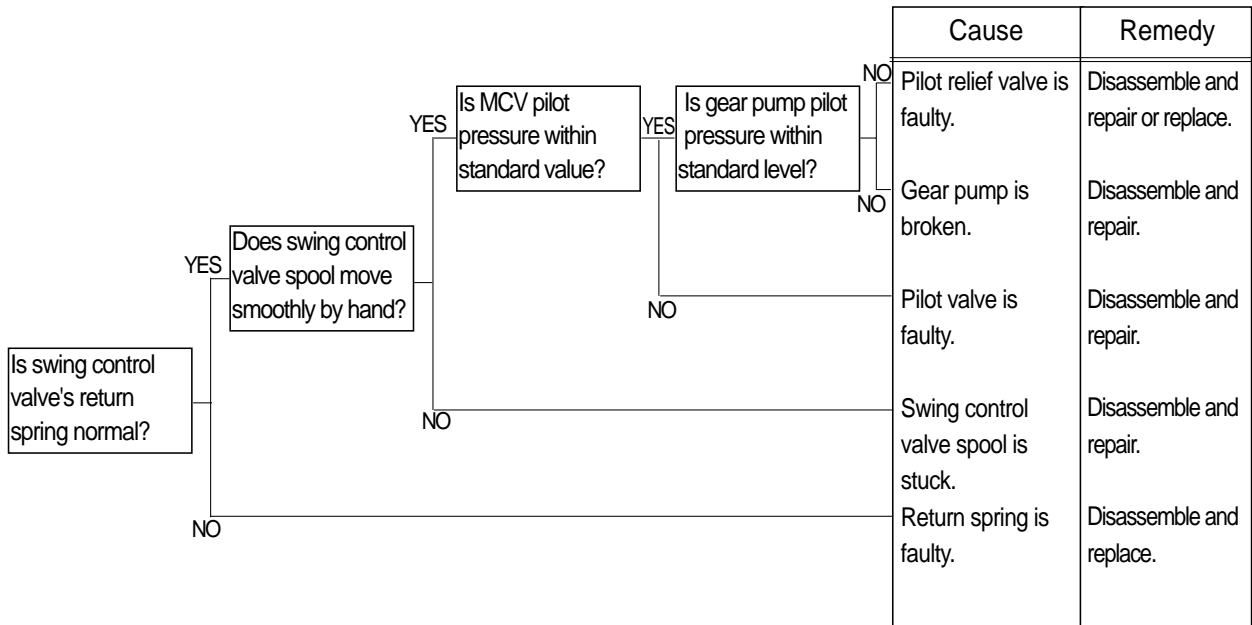 Cause
Remedy
NO
Pilot relief valve is
faulty.
Disassemble and
repair or replace.
YES
Is MCV pilot
pressure within
standard value?
YES
Is gear pump pilot
pressure within
standard level?
NO
Gear pump is
broken.
Disassemble and
repair.
YES
Does swing control
valve spool move
smoothly by hand?
NO
Pilot valve is
faulty.
Disassemble and
repair.
Is swing control
valve's return
spring normal?
NO
Swing control
valve spool is
stuck.
Disassemble and
repair.
NO
Return spring is
faulty.
Disassemble and
replace.